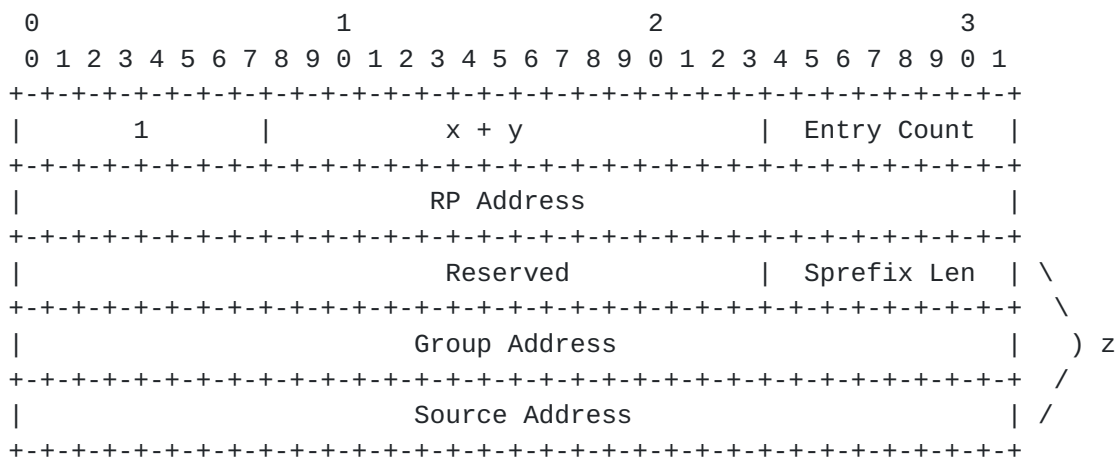 0                   1                   2                   3
 0 1 2 3 4 5 6 7 8 9 0 1 2 3 4 5 6 7 8 9 0 1 2 3 4 5 6 7 8 9 0 1
+-+-+-+-+-+-+-+-+-+-+-+-+-+-+-+-+-+-+-+-+-+-+-+-+-+-+-+-+-+-+-+-+
|       1       |           x + y               |  Entry Count  |
+-+-+-+-+-+-+-+-+-+-+-+-+-+-+-+-+-+-+-+-+-+-+-+-+-+-+-+-+-+-+-+-+
|                          RP Address                           |
+-+-+-+-+-+-+-+-+-+-+-+-+-+-+-+-+-+-+-+-+-+-+-+-+-+-+-+-+-+-+-+-+
|                           Reserved            |  Sprefix Len  | \
+-+-+-+-+-+-+-+-+-+-+-+-+-+-+-+-+-+-+-+-+-+-+-+-+-+-+-+-+-+-+-+-+  \
|                         Group Address                         |   ) z
+-+-+-+-+-+-+-+-+-+-+-+-+-+-+-+-+-+-+-+-+-+-+-+-+-+-+-+-+-+-+-+-+  /
|                         Source Address                        | /
+-+-+-+-+-+-+-+-+-+-+-+-+-+-+-+-+-+-+-+-+-+-+-+-+-+-+-+-+-+-+-+-+